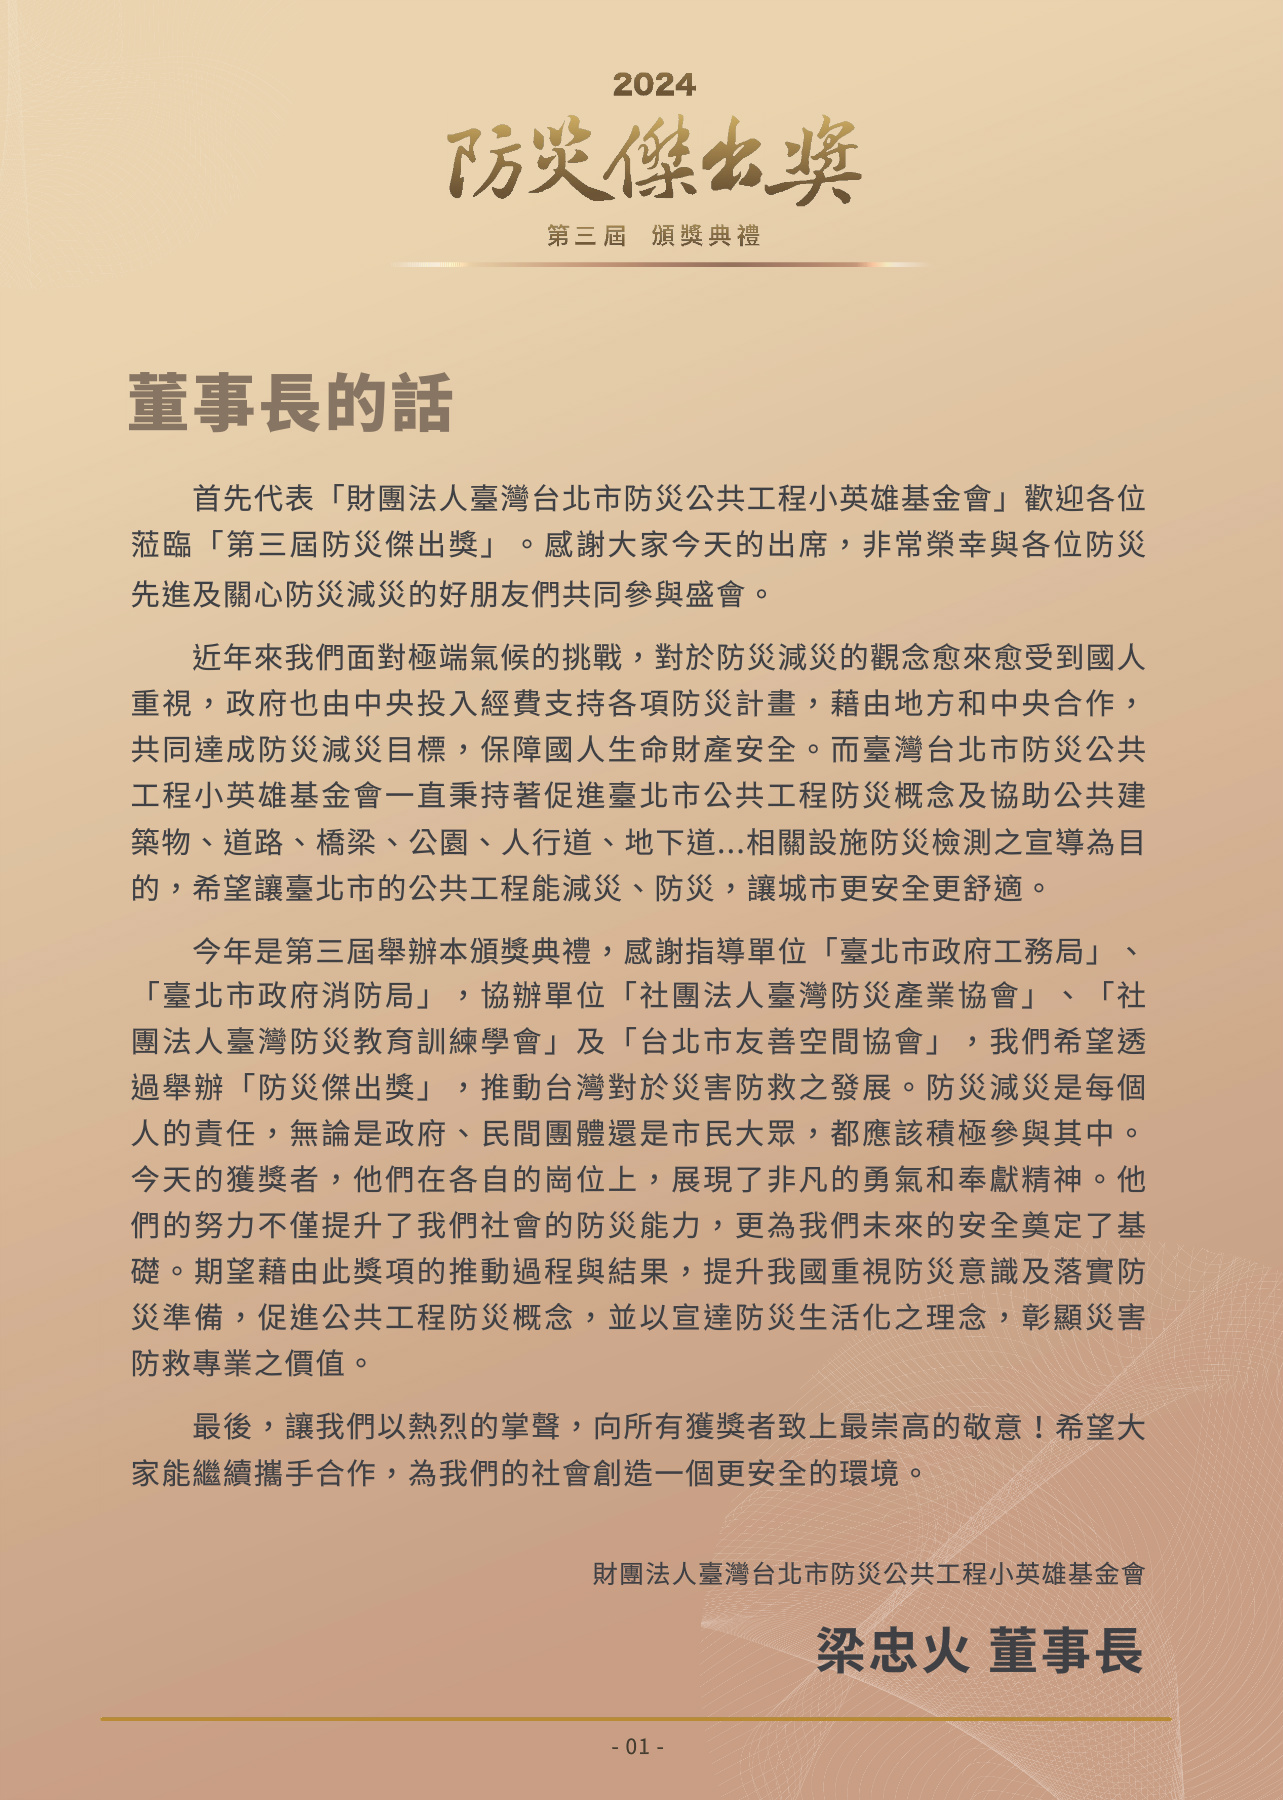 2024
防災傑出獎
第三屆 頒獎典禮
董事長的話
首先代表「財團法人臺灣台北市防災公共工程小英雄基金會」歡迎各位
蒞臨「第三屆防災傑出獎」。感謝大家今天的出席，非常榮幸與各位防災
先進及關心防災減災的好朋友們共同參與盛會。
近年來我們面對極端氣候的挑戰，對於防災減災的觀念愈來愈受到國人
重視，政府也由中央投入經費支持各項防災計畫，藉由地方和中央合作，
共同達成防災減災目標，保障國人生命財產安全。而臺灣台北市防災公共
工程小英雄基金會一直秉持著促進臺北市公共工程防災概念及協助公共建
築物、道路、橋梁、公園、人行道、地下道...相關設施防災檢測之宣導為目
的，希望讓臺北市的公共工程能減災、防災，讓城市更安全更舒適。
今年是第三屆舉辦本頒獎典禮，感謝指導單位「臺北市政府工務局」、
「臺北市政府消防局」，協辦單位「社團法人臺灣防災產業協會」、「社
團法人臺灣防災教育訓練學會」及「台北市友善空間協會」，我們希望透
過舉辦「防災傑出獎」，推動台灣對於災害防救之發展。防災減災是每個
人的責任，無論是政府、民間團體還是市民大眾，都應該積極參與其中。
今天的獲獎者，他們在各自的崗位上，展現了非凡的勇氣和奉獻精神。他
們的努力不僅提升了我們社會的防災能力，更為我們未來的安全奠定了基
礎。期望藉由此獎項的推動過程與結果，提升我國重視防災意識及落實防
災準備，促進公共工程防災概念，並以宣達防災生活化之理念，彰顯災害
防救專業之價值。
最後，讓我們以熱烈的掌聲，向所有獲獎者致上最崇高的敬意！希望大
家能繼續攜手合作，為我們的社會創造一個更安全的環境。
財團法人臺灣台北市防災公共工程小英雄基金會
梁忠火 董事長
- 01 -